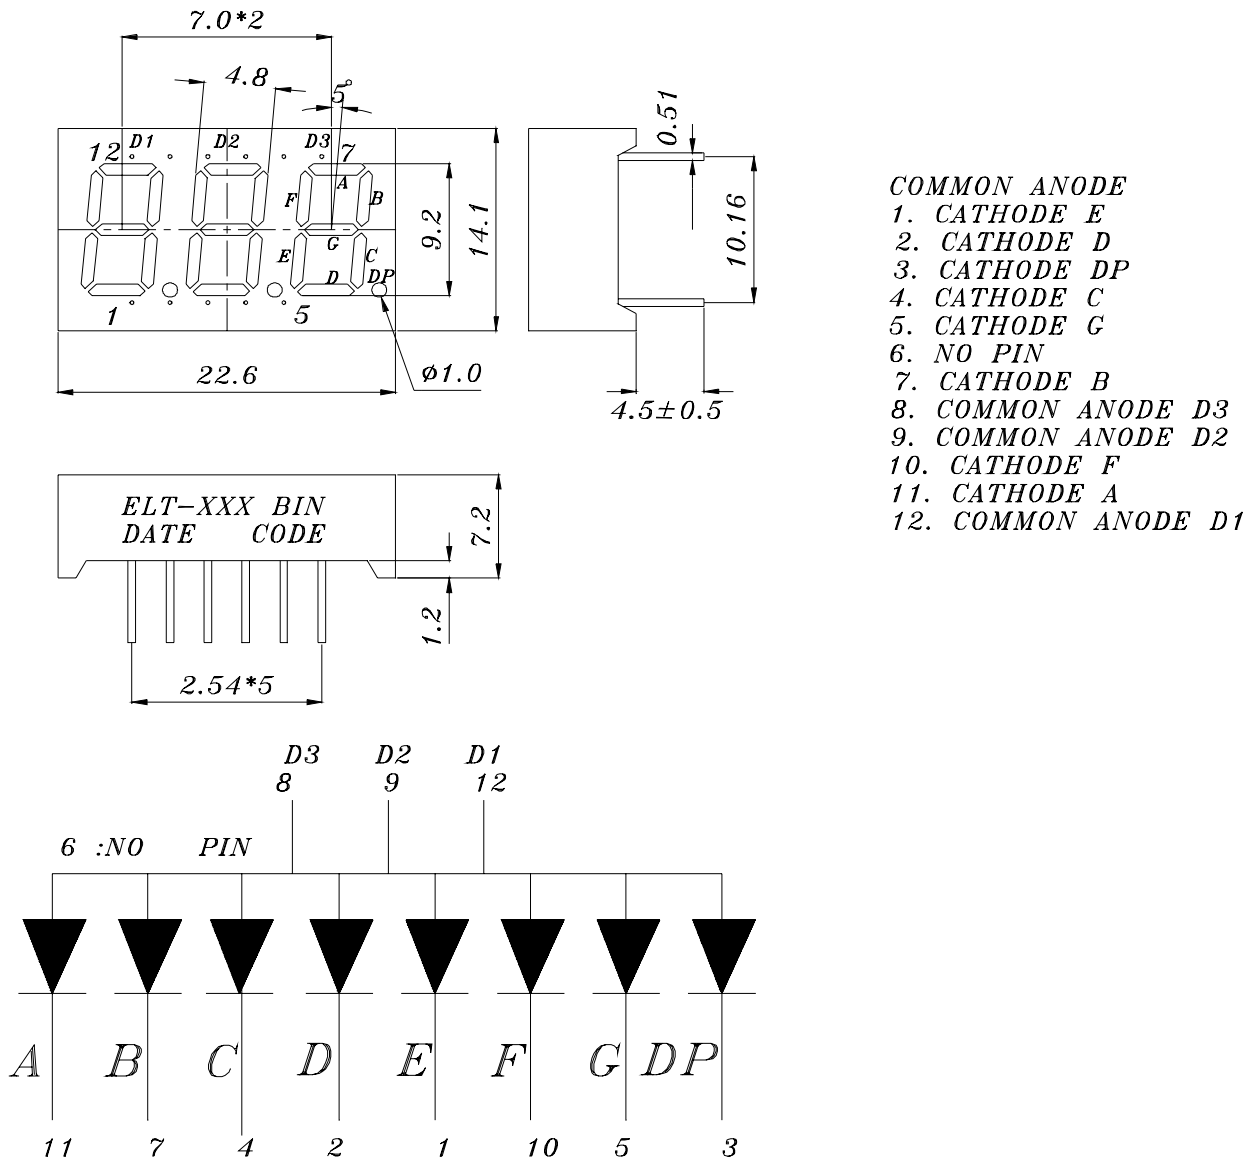 7.0*2
4.8
5°
D1 D2 D3
12 7
A
F B
G
E C
D DP
1 5
9.2
14.1
22.6
ø1.0
0.51
10.16
4.5±0.5
COMMON ANODE
1. CATHODE E
2. CATHODE D
3. CATHODE DP
4. CATHODE C
5. CATHODE G
6. NO PIN
7. CATHODE B
8. COMMON ANODE D3
9. COMMON ANODE D2
10. CATHODE F
11. CATHODE A
12. COMMON ANODE D1
ELT-XXX BIN
DATE CODE
7.2
1.2
2.54*5
D3 D2 D1
8 9 12
6 :NO PIN
A B C D E F G DP
11 7 4 2 1 10 5 3